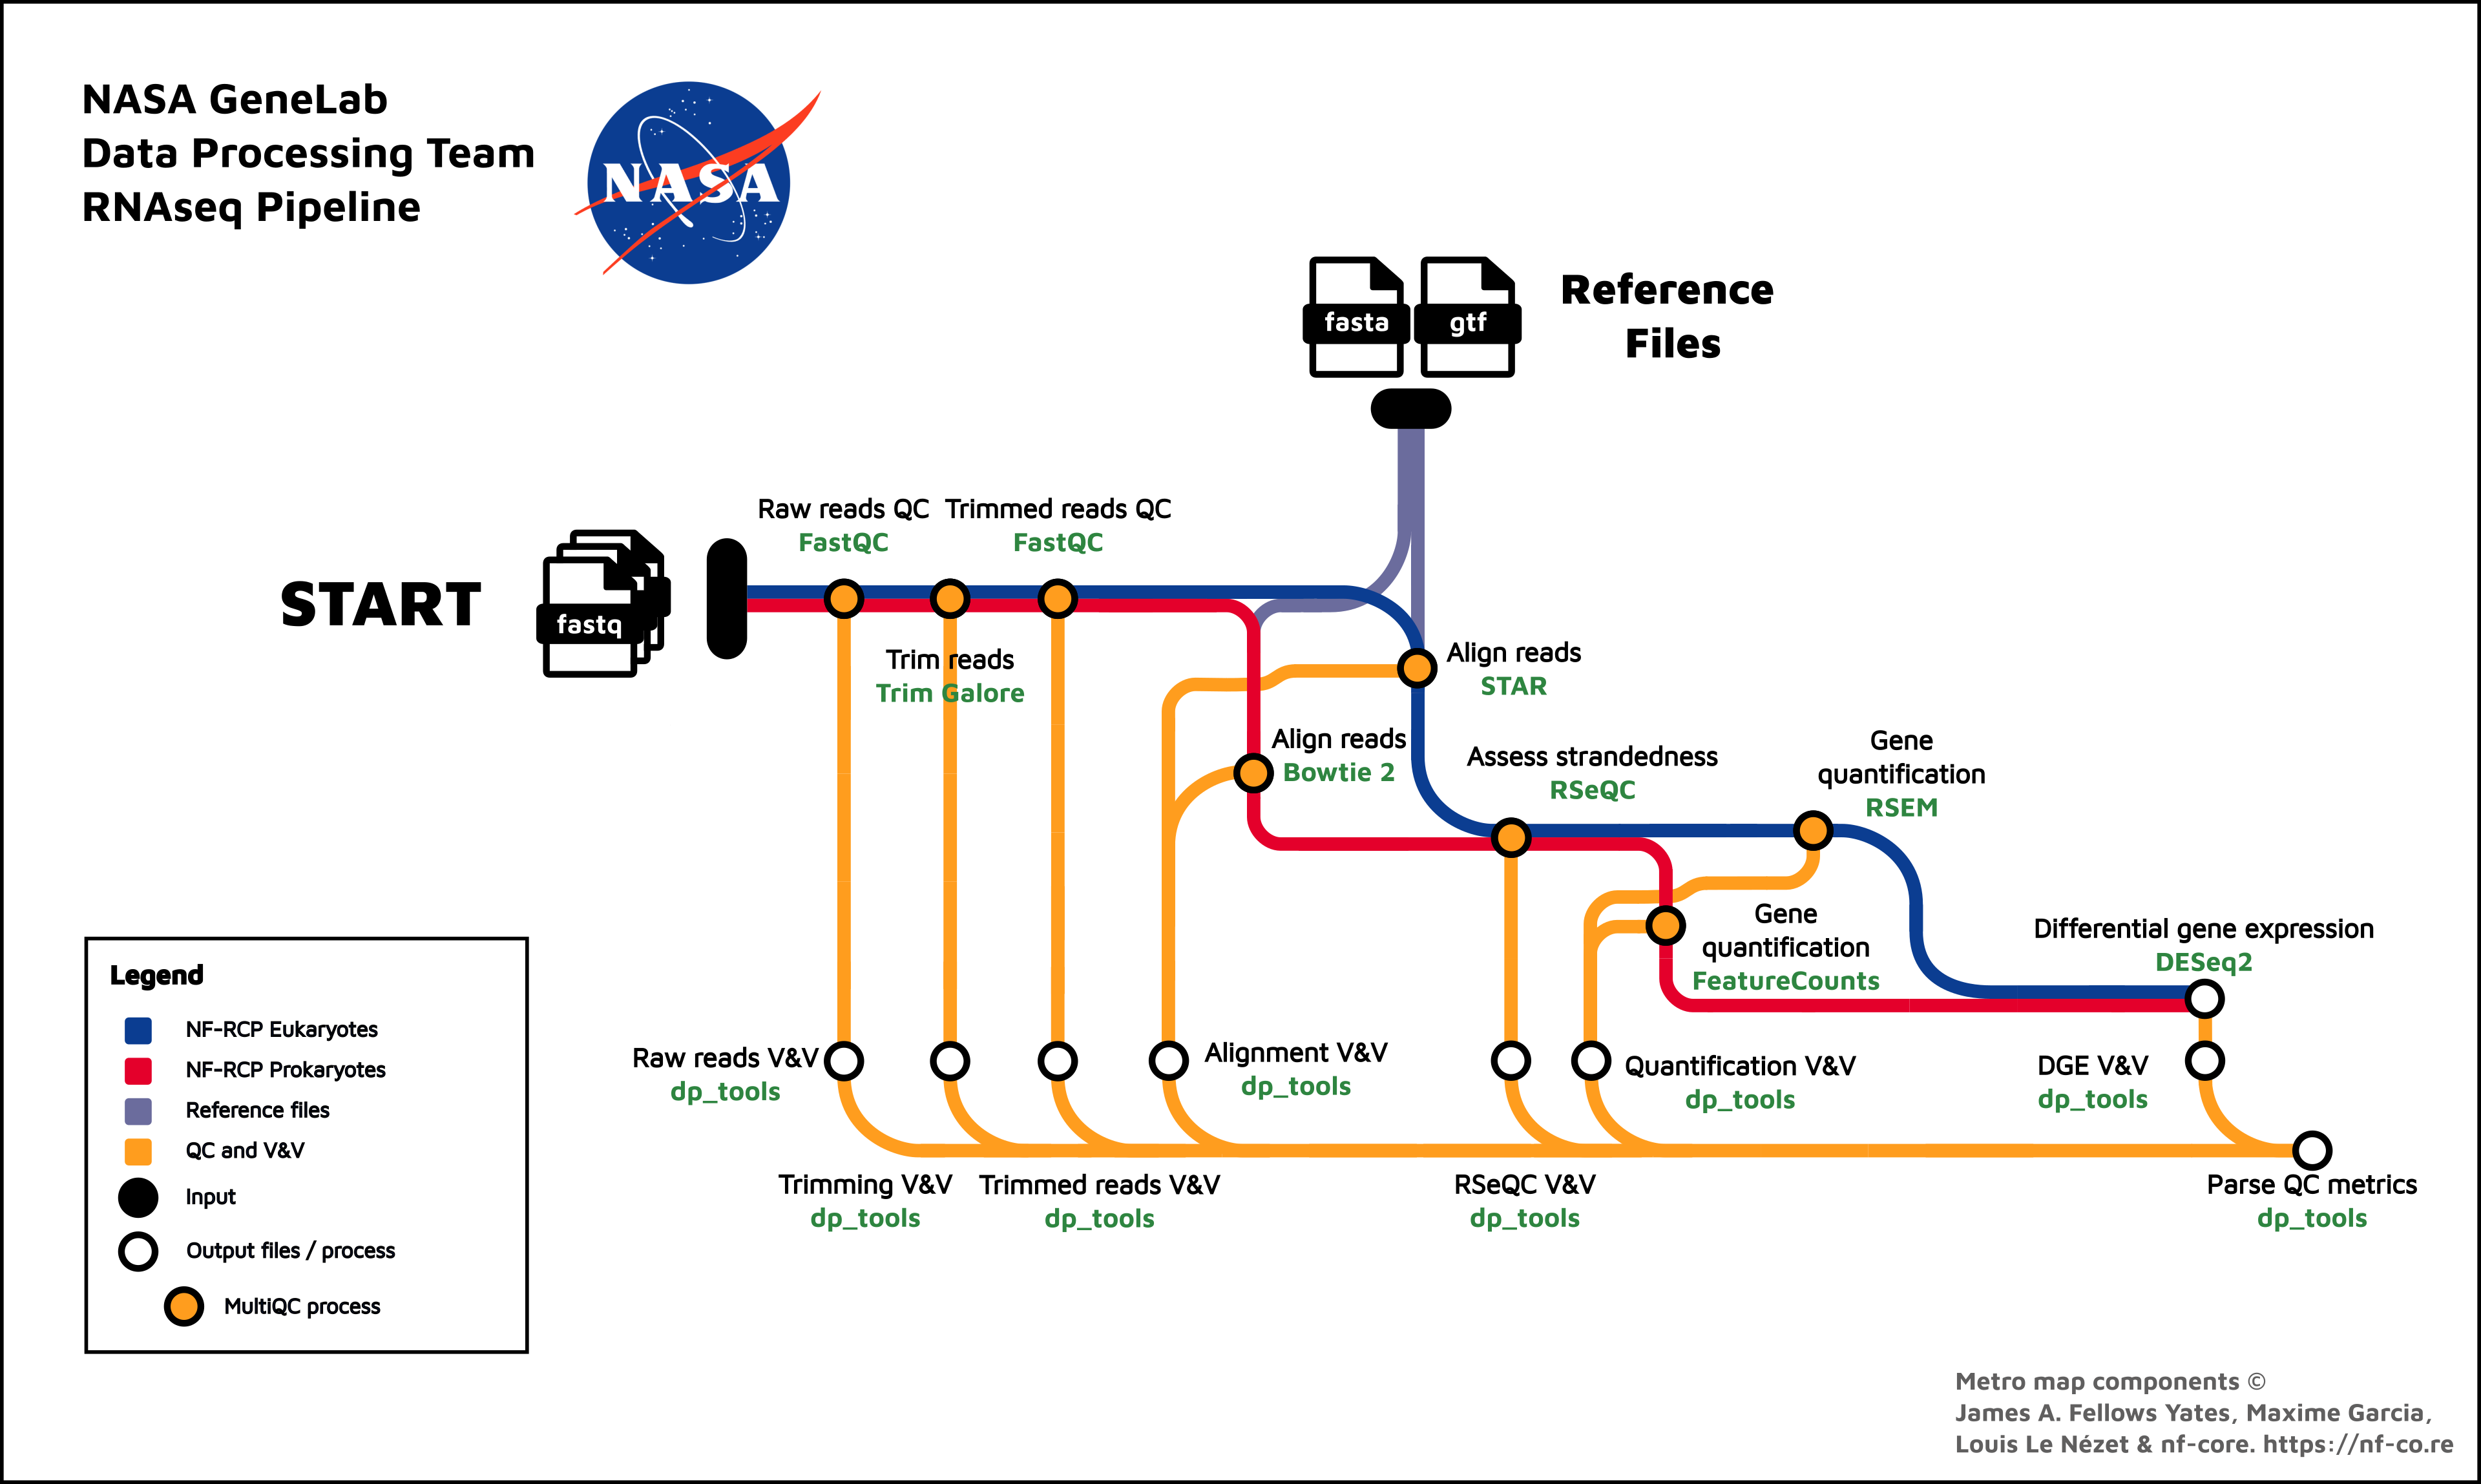 NASA GeneLab
Data Processing Team
RNAseq Pipeline
NASA
fasta
gtf
Reference
Files
START
fastq
Raw reads QC
FastQC
Trimmed reads QC
FastQC
Trim reads
Trim Galore
Align reads
STAR
Align reads
Bowtie 2
Assess strandedness
RSeQC
Gene
quantification
RSEM
Gene
quantification
FeatureCounts
Differential gene expression
DESeq2
Raw reads V&V
dp_tools
Alignment V&V
dp_tools
Quantification V&V
dp_tools
DGE V&V
dp_tools
Trimming V&V
dp_tools
Trimmed reads V&V
dp_tools
RSeQC V&V
dp_tools
Parse QC metrics
dp_tools
Legend
NF-RCP Eukaryotes
NF-RCP Prokaryotes
Reference files
QC and V&V
Input
Output files / process
MultiQC process
Metro map components ©
James A. Fellows Yates, Maxime Garcia,
Louis Le Nézet & nf-core. https://nf-co.re